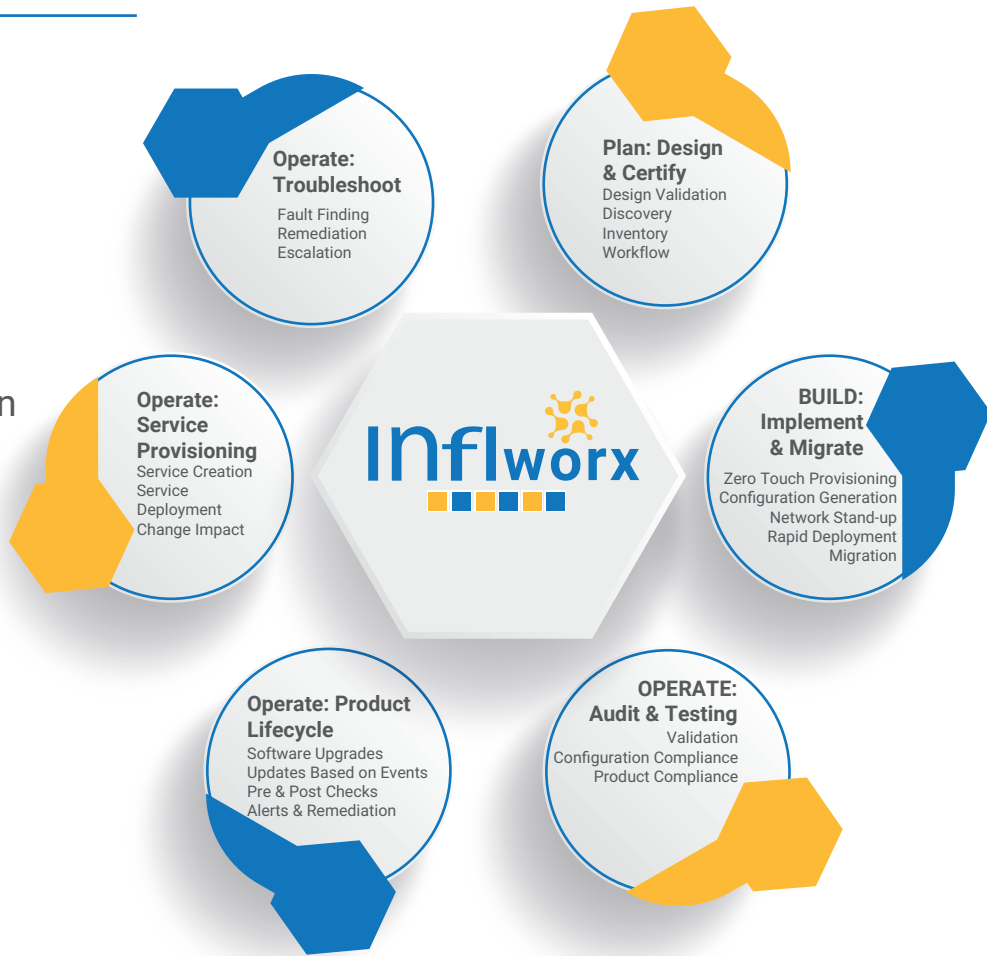 Operate:
Troubleshoot
Fault Finding
Remediation
Escalation
Plan: Design
& Certify
Design Validation
Discovery
Inventory
Workflow
n
Operate:
Service
Provisioning
Service Creation
Service
Deployment
Change Impact
Inflworx
BUILD:
Implement
& Migrate
Zero Touch Provisioning
Configuration Generation
Network Stand-up
Rapid Deployment
Migration
Operate: Product
Lifecycle
Software Upgrades
Updates Based on Events
Pre & Post Checks
Alerts & Remediation
OPERATE:
Audit & Testing
Validation
Configuration Compliance
Product Compliance